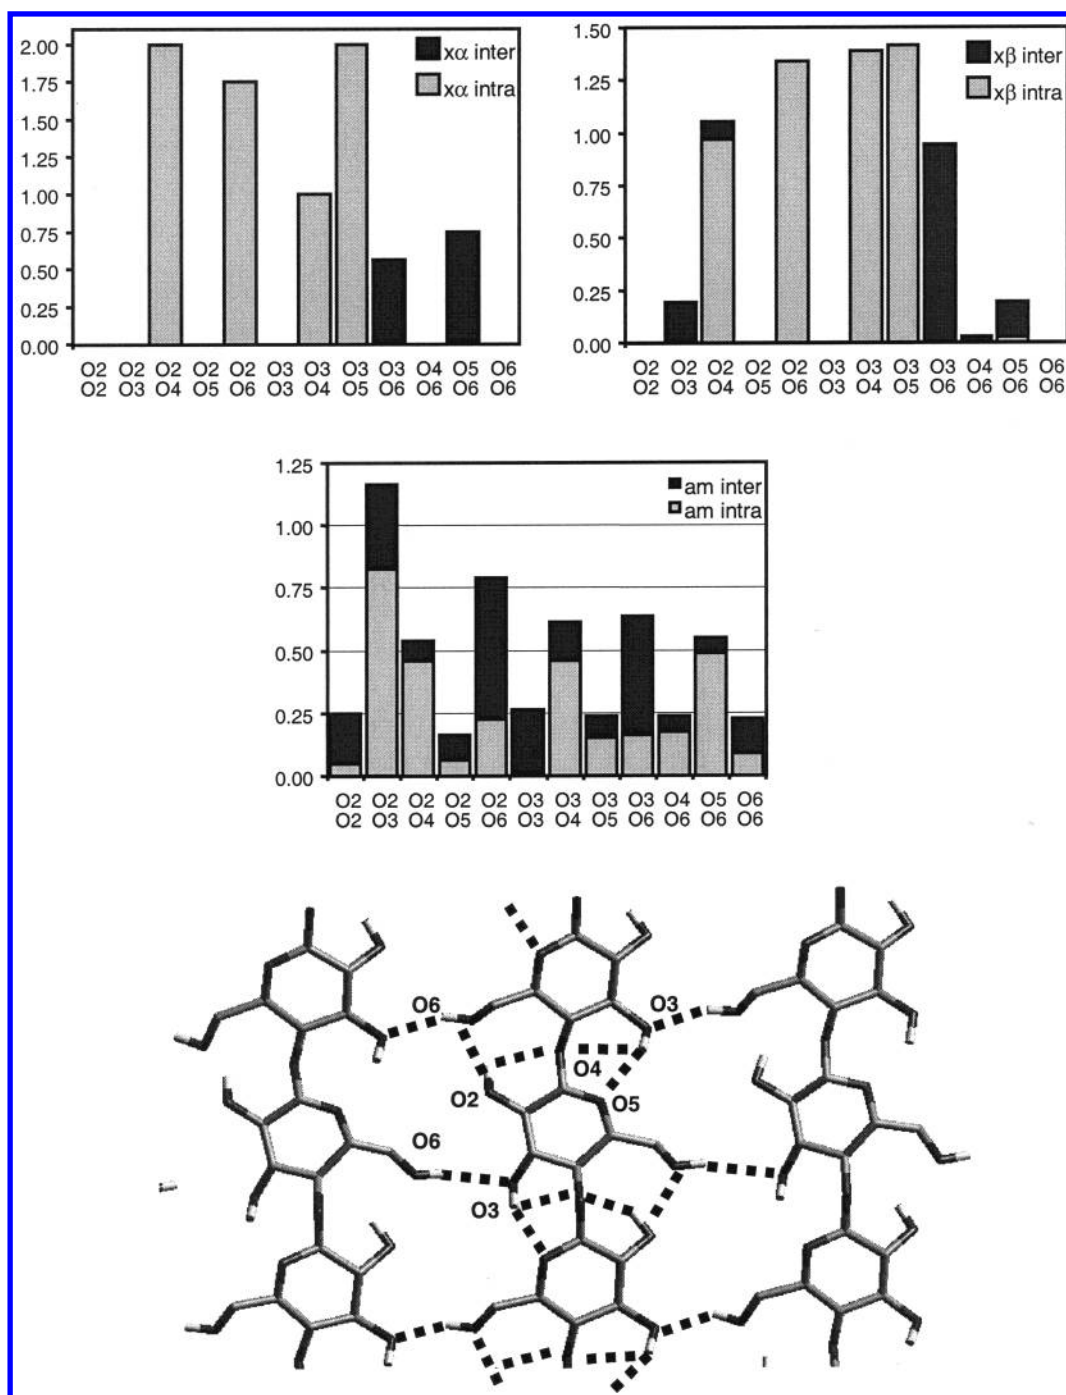 2.00
1.75
1.50
1.25
1.00
0.75
0.50
0.25
0.00
xα inter
xα intra
O2 O2 O2 O2 O2 O3 O3 O3 O3 O4 O5 O6
O2 O3 O4 O5 O6 O3 O4 O5 O6 O6 O6 O6
1.50
1.25
1.00
0.75
0.50
0.25
0.00
xβ inter
xβ intra
O2 O2 O2 O2 O2 O3 O3 O3 O3 O4 O5 O6
O2 O3 O4 O5 O6 O3 O4 O5 O6 O6 O6 O6
1.25
1.00
0.75
0.50
0.25
0.00
am inter
am intra
O2 O2 O2 O2 O2 O3 O3 O3 O3 O4 O5 O6
O2 O3 O4 O5 O6 O3 O4 O5 O6 O6 O6 O6
O6
O3
O4
O2
O5
O6
O3